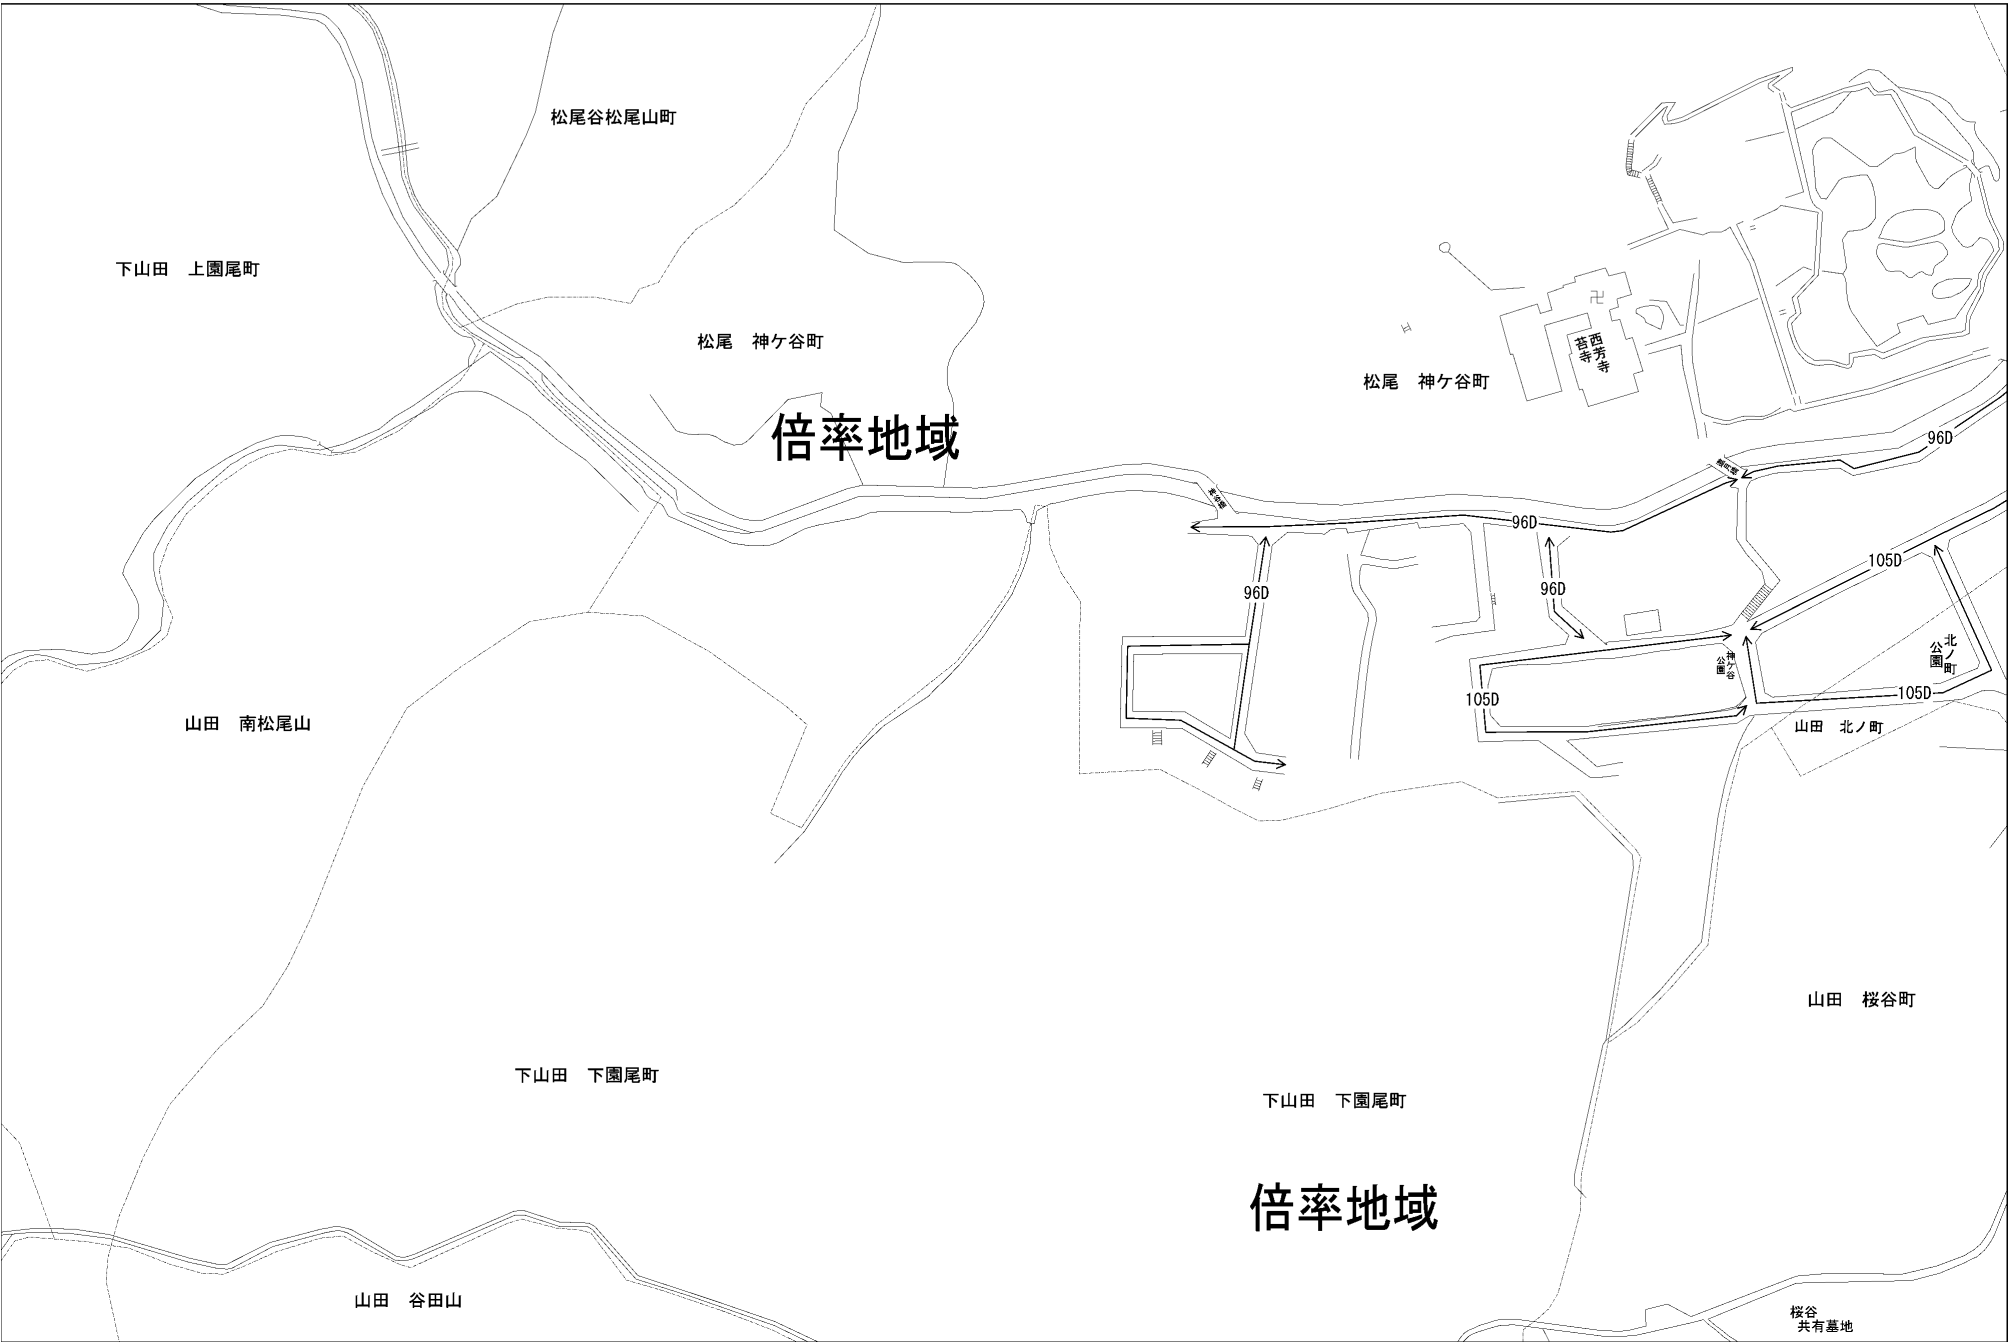 松尾谷松尾山町
下山田　上園尾町
松尾　神ケ谷町
松尾　神ケ谷町
卍
西芳寺
苔寺
倍率地域
96D
96D
105D
96D
96D
北ノ町
公園
神ケ谷
公園
105D
105D
山田　南松尾山
山田　北ノ町
山田　桜谷町
下山田　下園尾町
下山田　下園尾町
倍率地域
山田　谷田山
桜谷
共有墓地